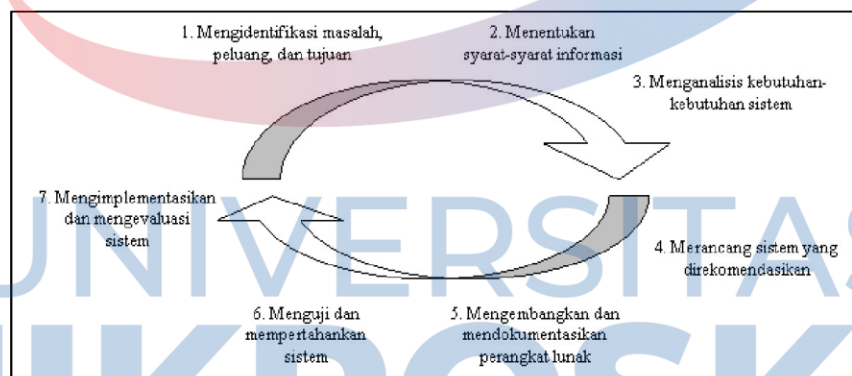 1. Mengidentifikasi masalah,
peluang, dan tujuan
2. Menentukan
syarat-syarat informasi
3. Menganalisis kebutuhan-
kebutuhan sistem
4. Merancang sistem yang
direkomendasikan
5. Mengembangkan dan
mendokumentasikan
perangkat lunak
6. Menguji dan
mempertahankan
sistem
7. Mengimplementasikan
dan mengevaluasi
sistem
UNIVERSITAS
MIKROSK